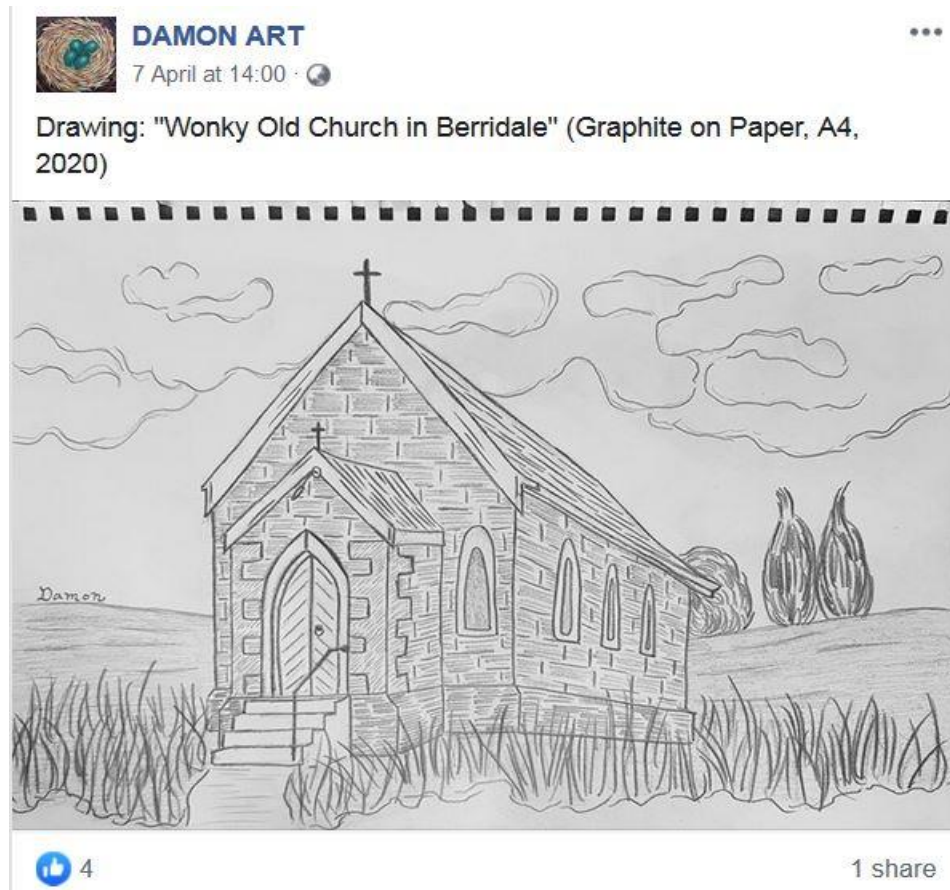 DAMON ART
7 April at 14:00 ·
Drawing: "Wonky Old Church in Berridale" (Graphite on Paper, A4,
2020)
Damon
4
1 share